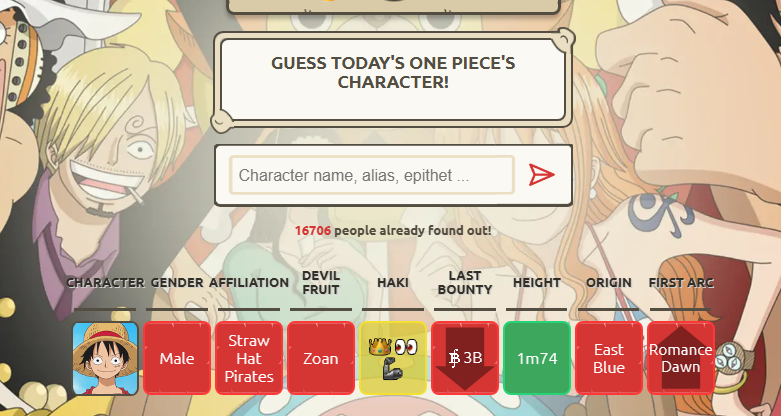 GUESS TODAY'S ONE PIECE'S
CHARACTER!
Character name, alias, epithet ...
16706 people already found out!
CHARACTER GENDER AFFILIATION DEVIL FRUIT HAKI LAST BOUNTY HEIGHT ORIGIN FIRST ARC
Male
Straw
Hat
Pirates
Zoan
฿ 3B
1m74
East
Blue
Romance
Dawn